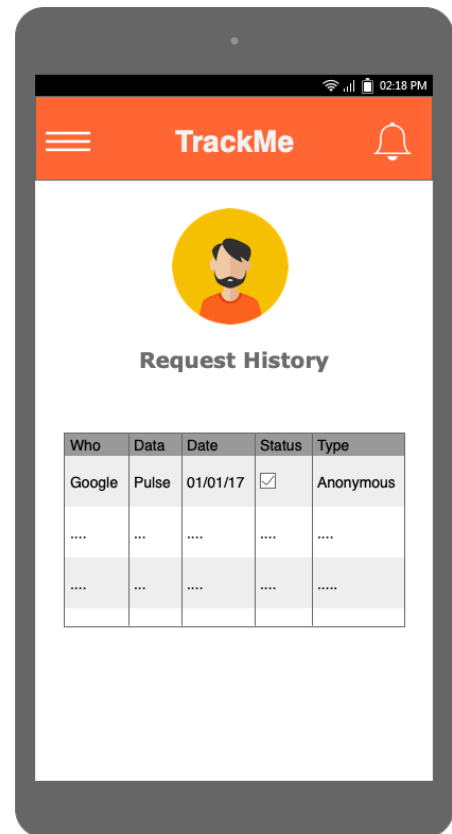 02:18 PM
TrackMe
Request History
Who Data Date Status Type
Google Pulse 01/01/17 Anonymous
.... ... .... .... ....
.... ... .... .... .....